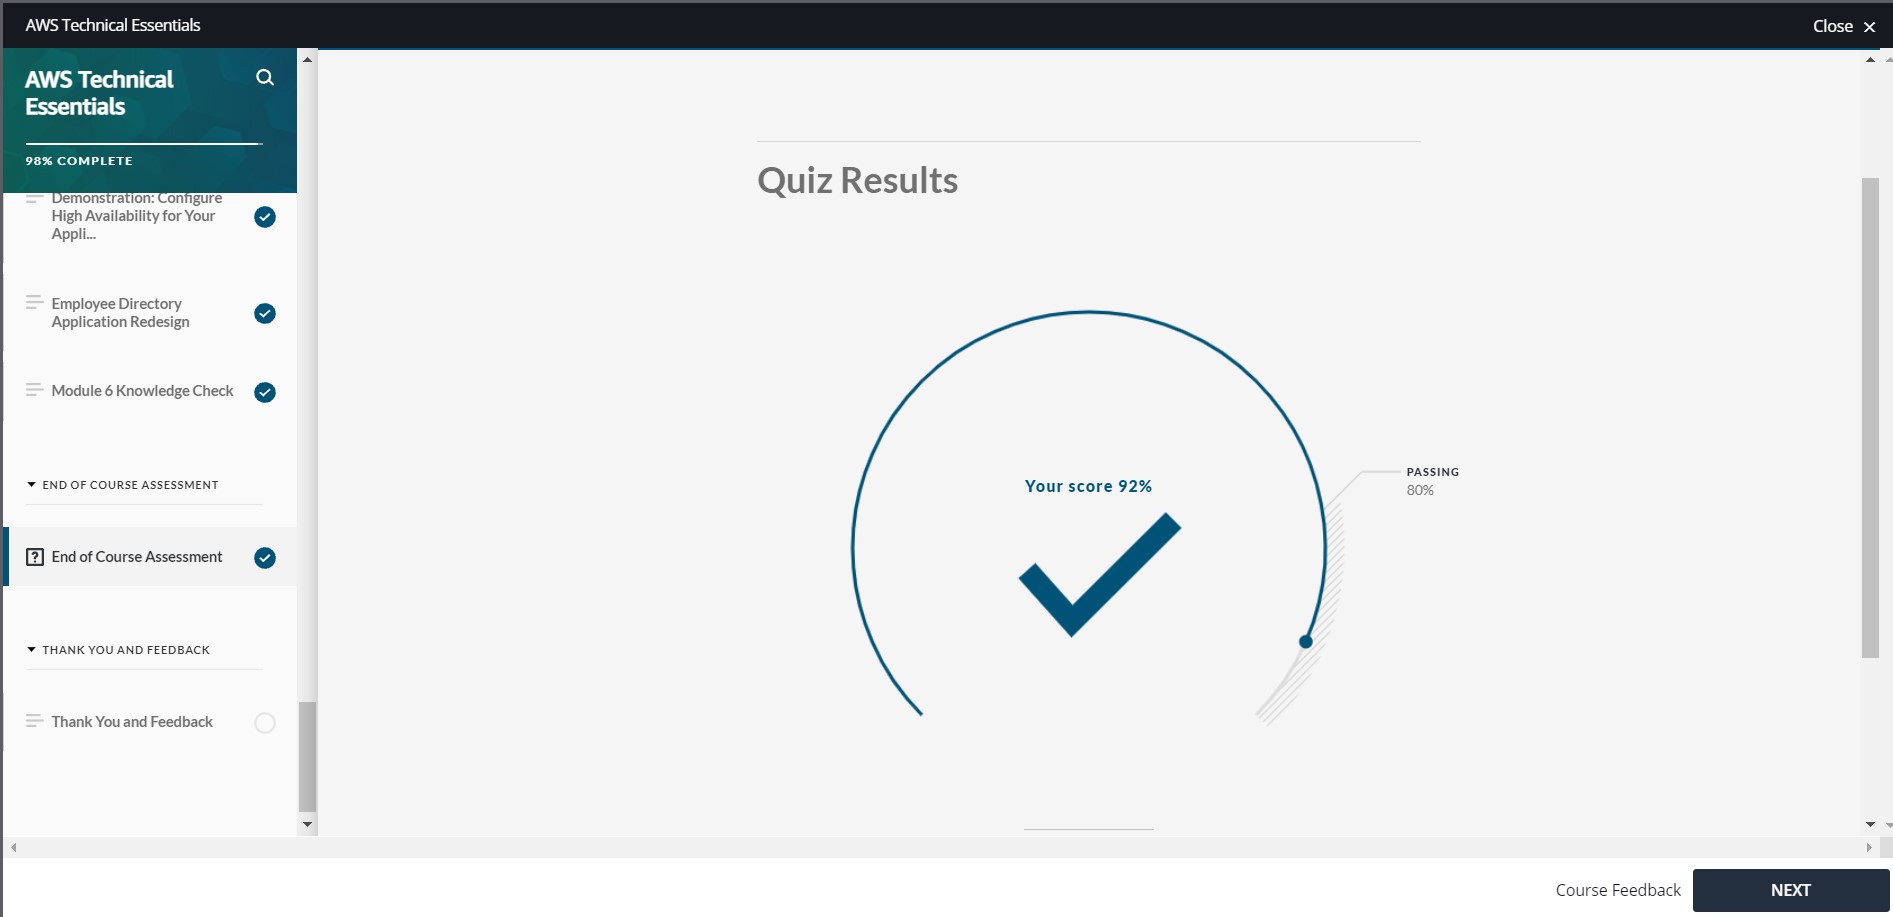 AWS Technical Essentials
Close
AWS Technical
Essentials
98% COMPLETE
Demonstration: Configure
High Availability for Your
Appli...
Employee Directory
Application Redesign
Module 6 Knowledge Check
END OF COURSE ASSESSMENT
End of Course Assessment
THANK YOU AND FEEDBACK
Thank You and Feedback
Quiz Results
Your score 92%
PASSING
80%
Course Feedback
NEXT